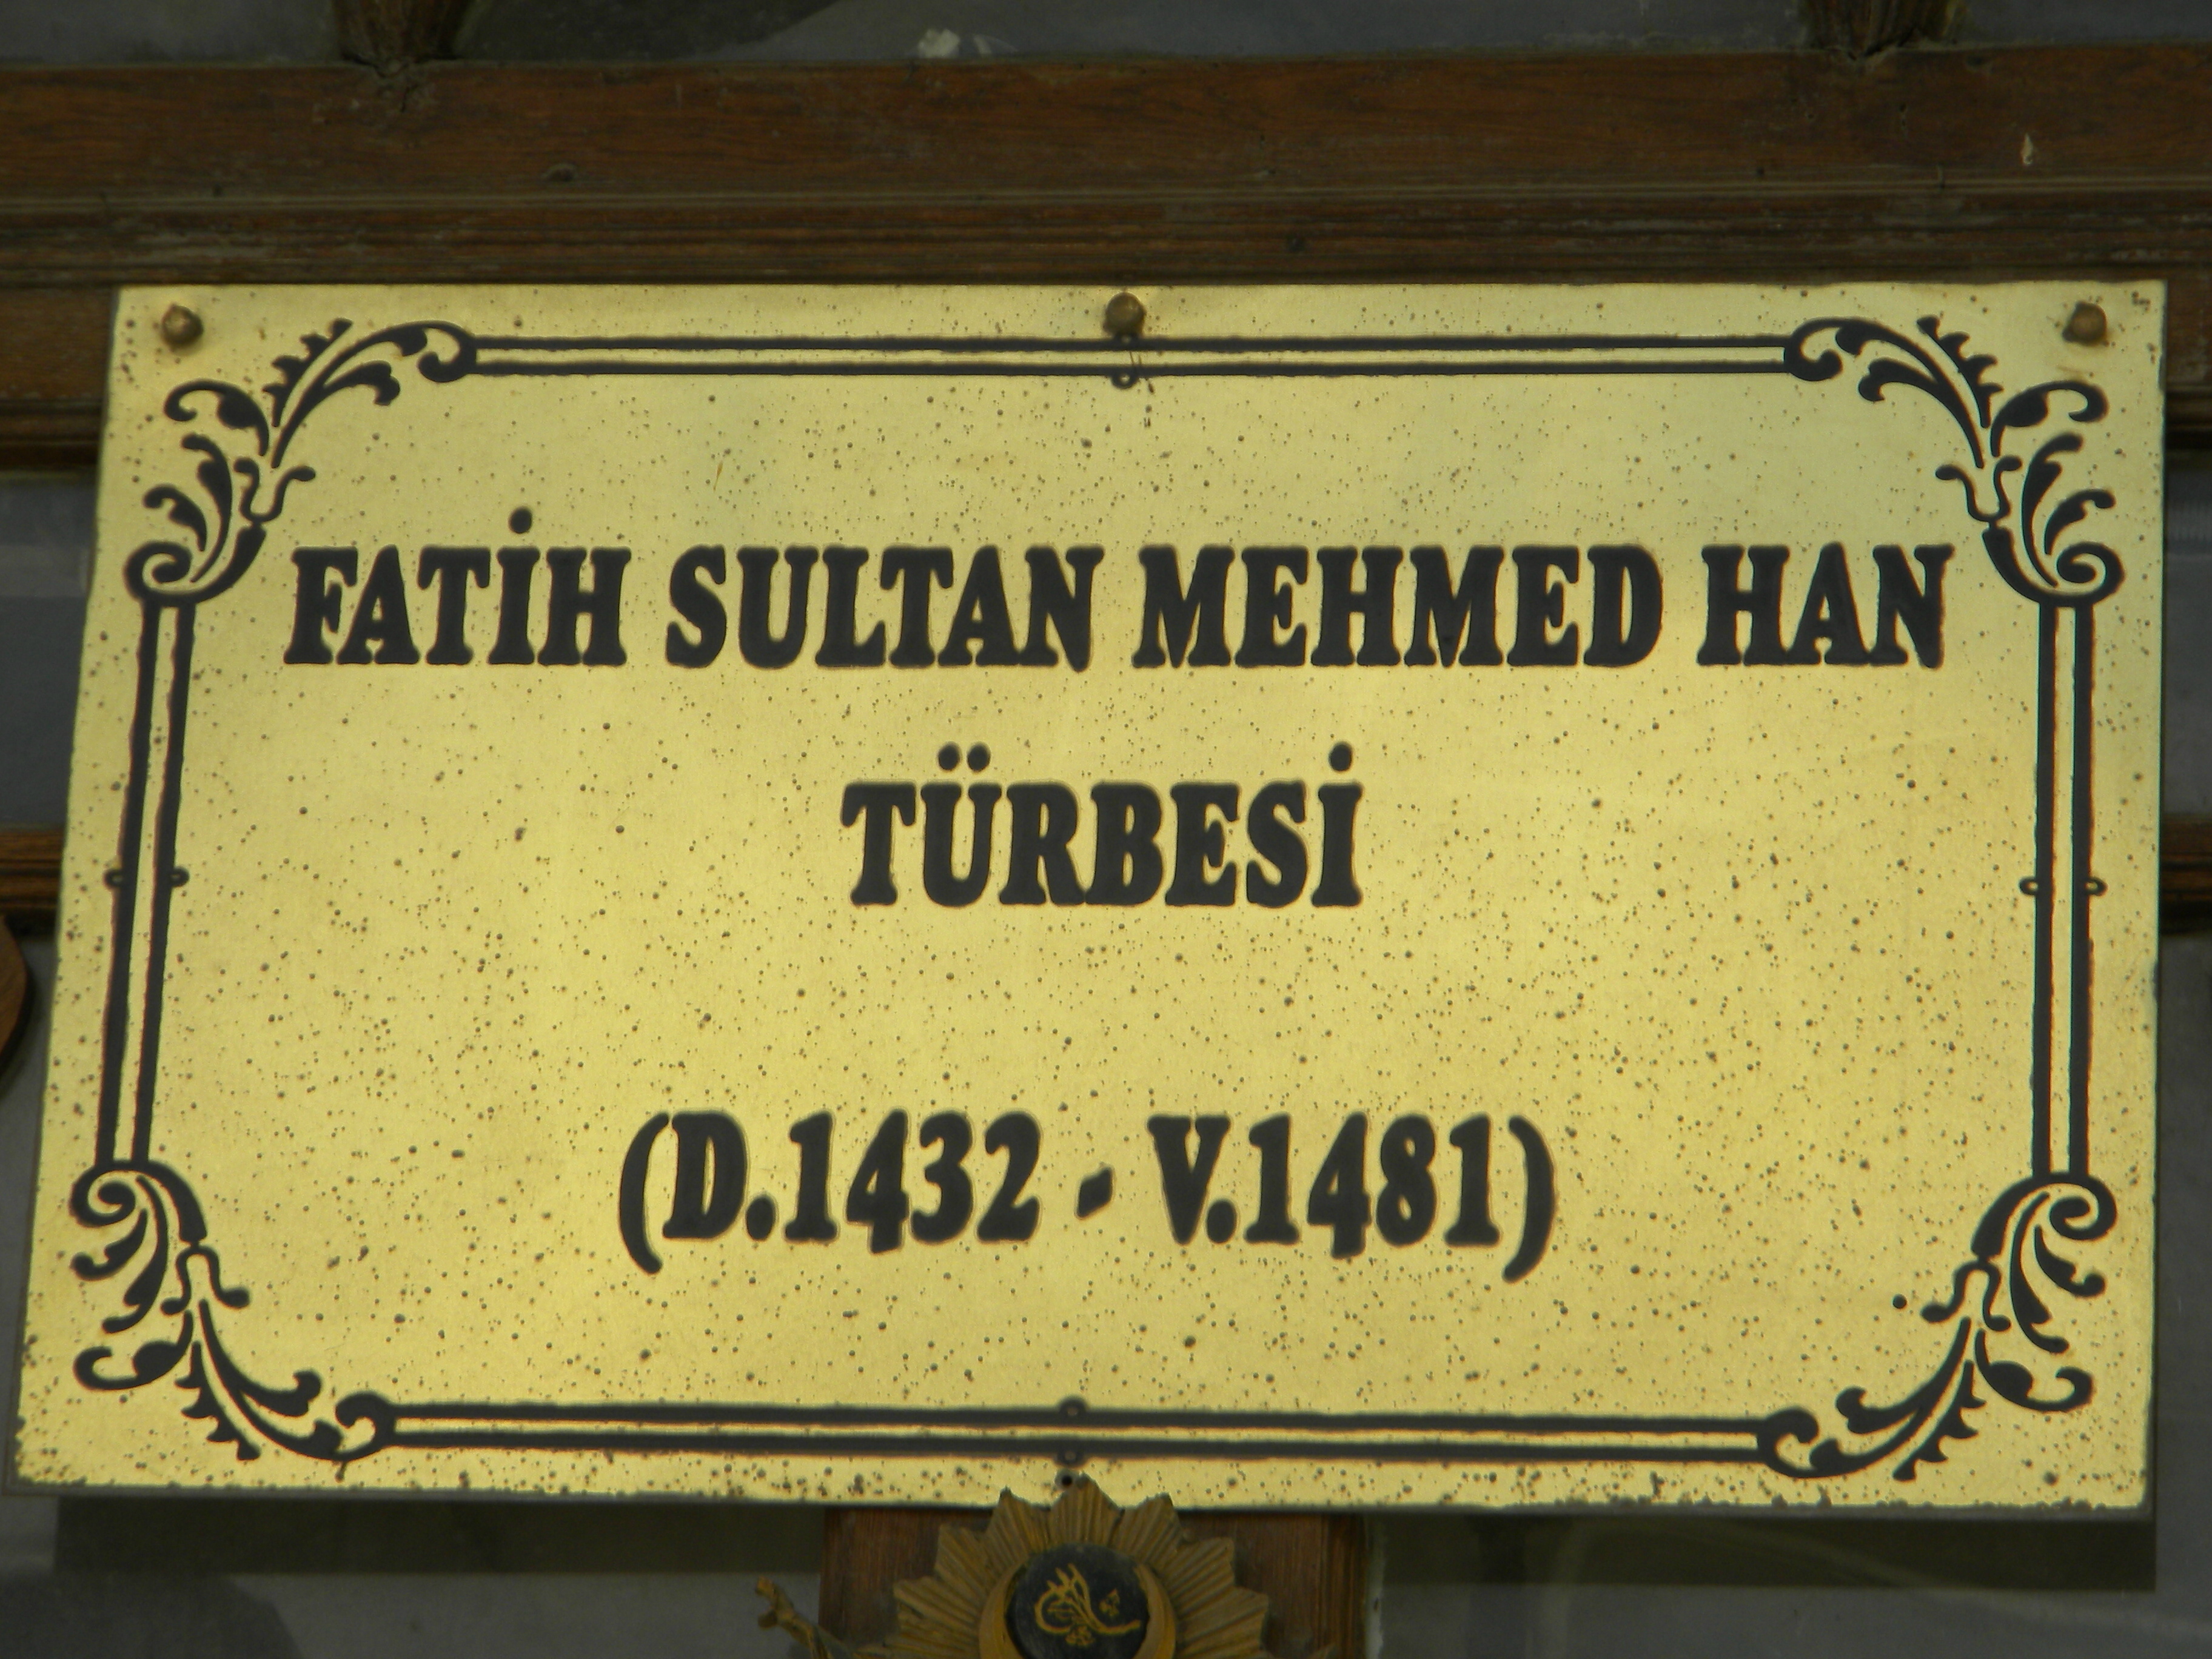 FATİH SULTAN MEHMED HAN
TÜRBESİ
(D.1432 - V.1481)